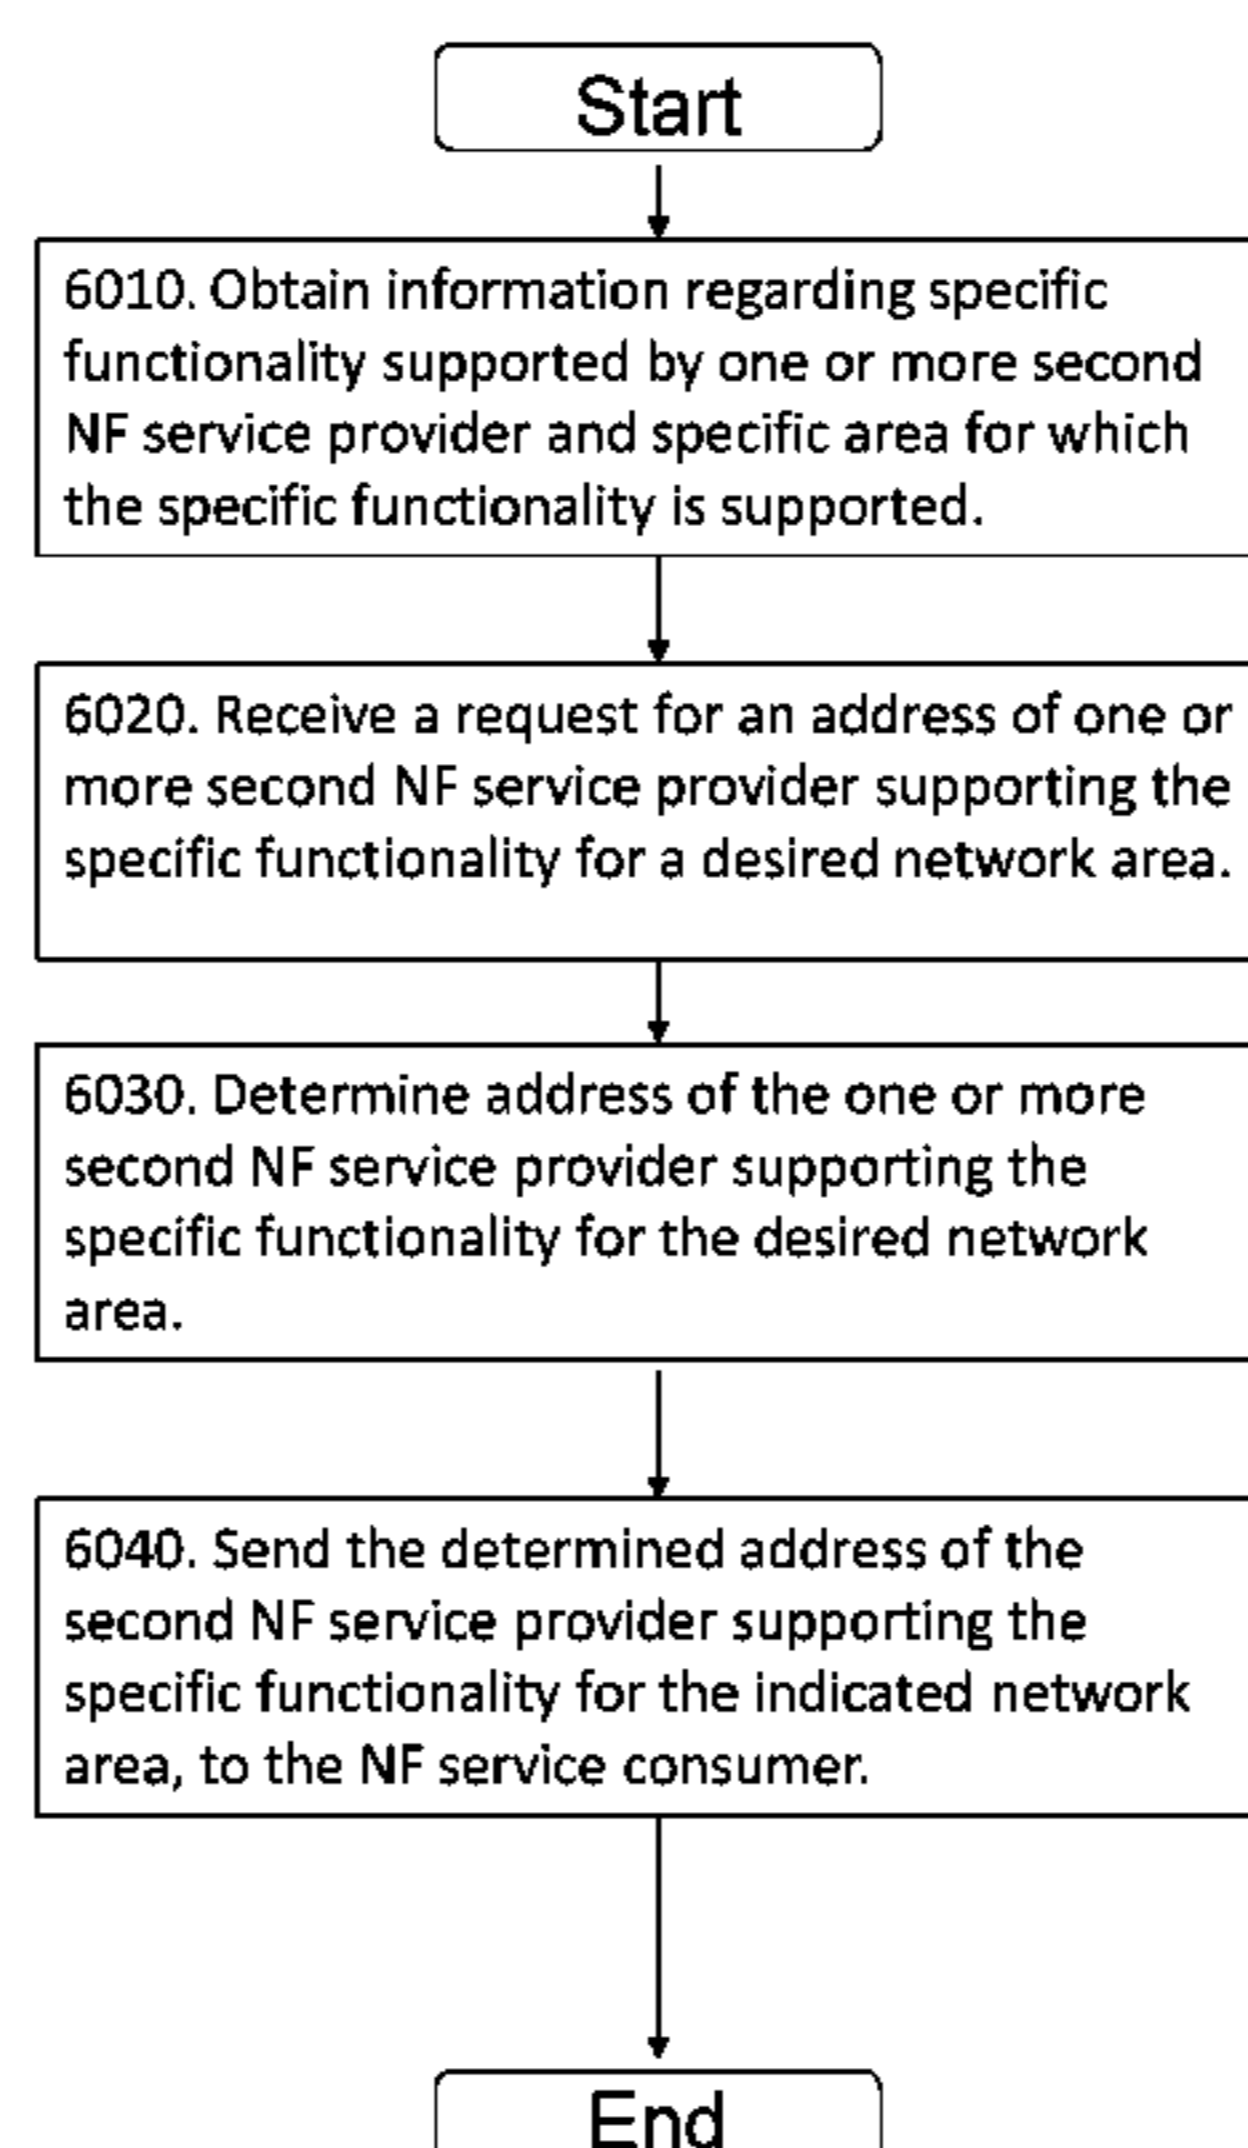 Start
6010. Obtain information regarding specific
functionality supported by one or more second
NF service provider and specific area for which
the specific functionality is supported.
6020. Receive a request for an address of one or
more second NF service provider supporting the
specific functionality for a desired network area.
6030. Determine address of the one or more
second NF service provider supporting the
specific functionality for the desired network
area.
6040. Send the determined address of the
second NF service provider supporting the
specific functionality for the indicated network
area, to the NF service consumer.
End